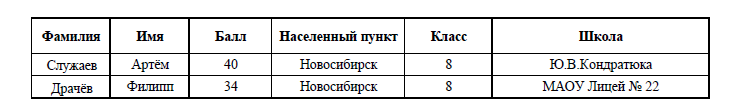 Фамилия Имя Балл Населенный пункт Класс Школа
Служаев Артём 40 Новосибирск 8 Ю.В.Кондратюка
Драчёв Филипп 34 Новосибирск 8 МАОУ Лицей № 22